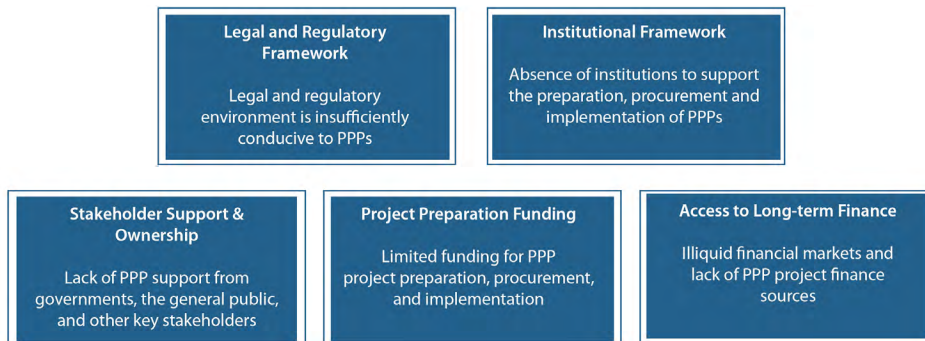 Legal and Regulatory
Framework
Legal and regulatory
environment is insufficiently
conducive to PPPs
Institutional Framework
Absence of institutions to support
the preparation, procurement and
implementation of PPPs
Stakeholder Support &
Ownership
Lack of PPP support from
governments, the general public,
and other key stakeholders
Project Preparation Funding
Limited funding for PPP
project preparation, procurement,
and implementation
Access to Long-term Finance
Illiquid financial markets and
lack of PPP project finance
sources